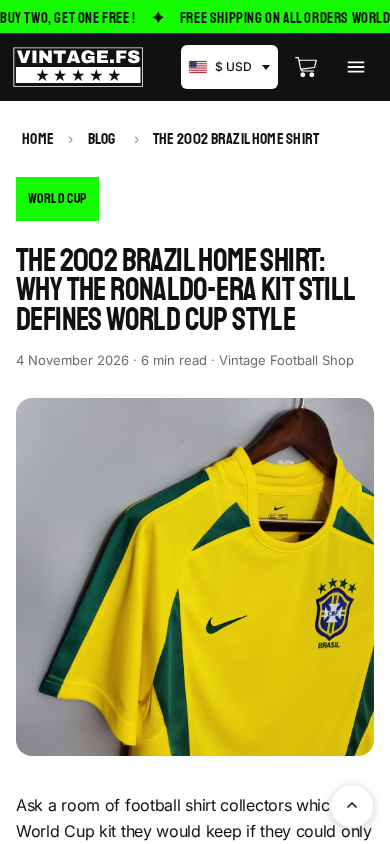 BUY TWO, GET ONE FREE! ✦ FREE SHIPPING ON ALL ORDERS WORLD
VINTAGE.FS
★★★★★
$ USD
HOME › BLOG › THE 2002 BRAZIL HOME SHIRT
WORLD CUP
THE 2002 BRAZIL HOME SHIRT:
WHY THE RONALDO-ERA KIT STILL
DEFINES WORLD CUP STYLE
4 November 2026 · 6 min read · Vintage Football Shop
CBF
BRASIL
Ask a room of football shirt collectors
World Cup kit they would keep if they could only